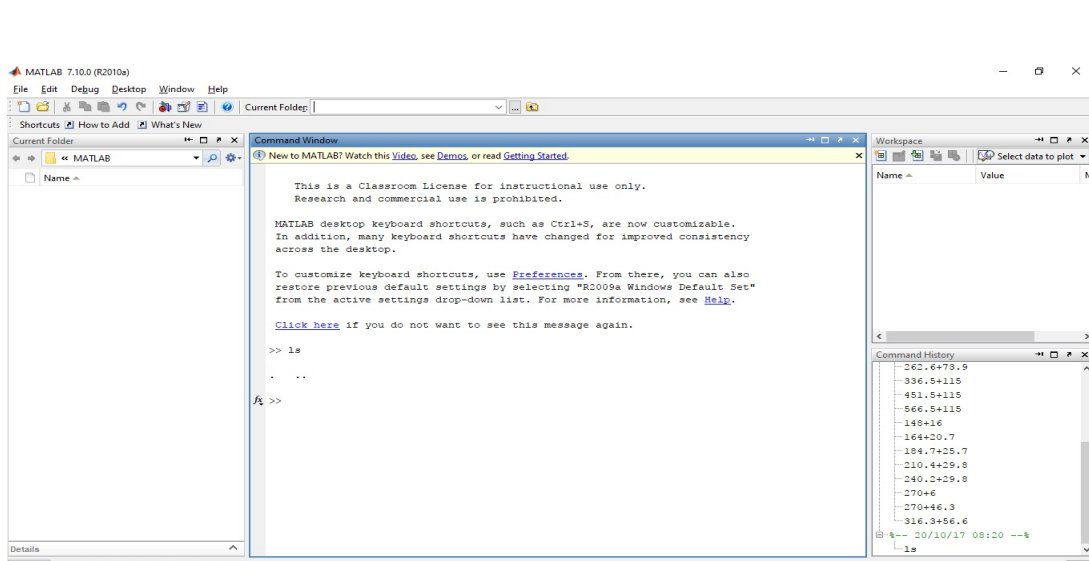 MATLAB 7.10.0 (R2010a)
File Edit Debug Desktop Window Help
Current Folder:
Shortcuts How to Add What's New
Current Folder
« MATLAB
Name
Details
Command Window
New to MATLAB? Watch this Video, see Demos, or read Getting Started.
This is a Classroom License for instructional use only.
Research and commercial use is prohibited.
MATLAB desktop keyboard shortcuts, such as Ctrl+S, are now customizable.
In addition, many keyboard shortcuts have changed for improved consistency
across the desktop.
To customize keyboard shortcuts, use Preferences. From there, you can also
restore previous default settings by selecting "R2009a Windows Default Set"
from the active settings drop-down list. For more information, see Help.
Click here if you do not want to see this message again.
>> ls
. ..
fx >>
Workspace
Select data to plot
Name Value
Command History
262.6+73.9
336.5+115
451.5+115
566.5+115
148+16
164+20.7
184.7+25.7
210.4+29.8
240.2+29.8
270+6
270+46.3
316.3+56.6
%-- 20/10/17 08:20 --%
ls